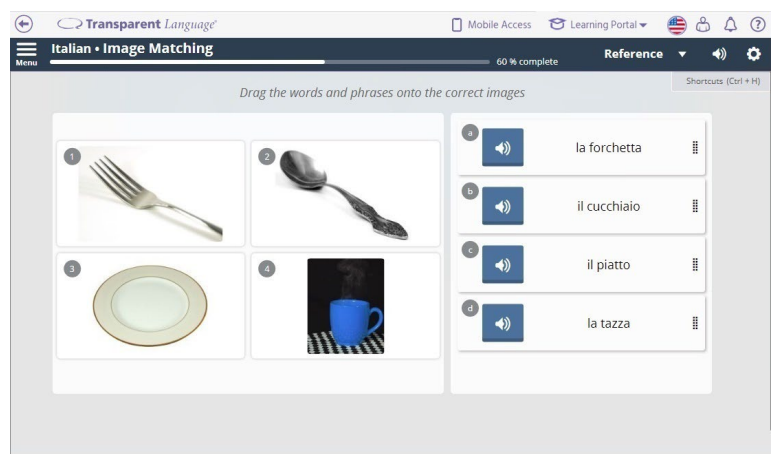 Transparent Language®
Mobile Access
Learning Portal
Menu
Italian • Image Matching
60 % complete
Reference
Shortcuts (Ctrl + H)
Drag the words and phrases onto the correct images
1
2
3
4
a
la forchetta
b
il cucchiaio
c
il piatto
d
la tazza